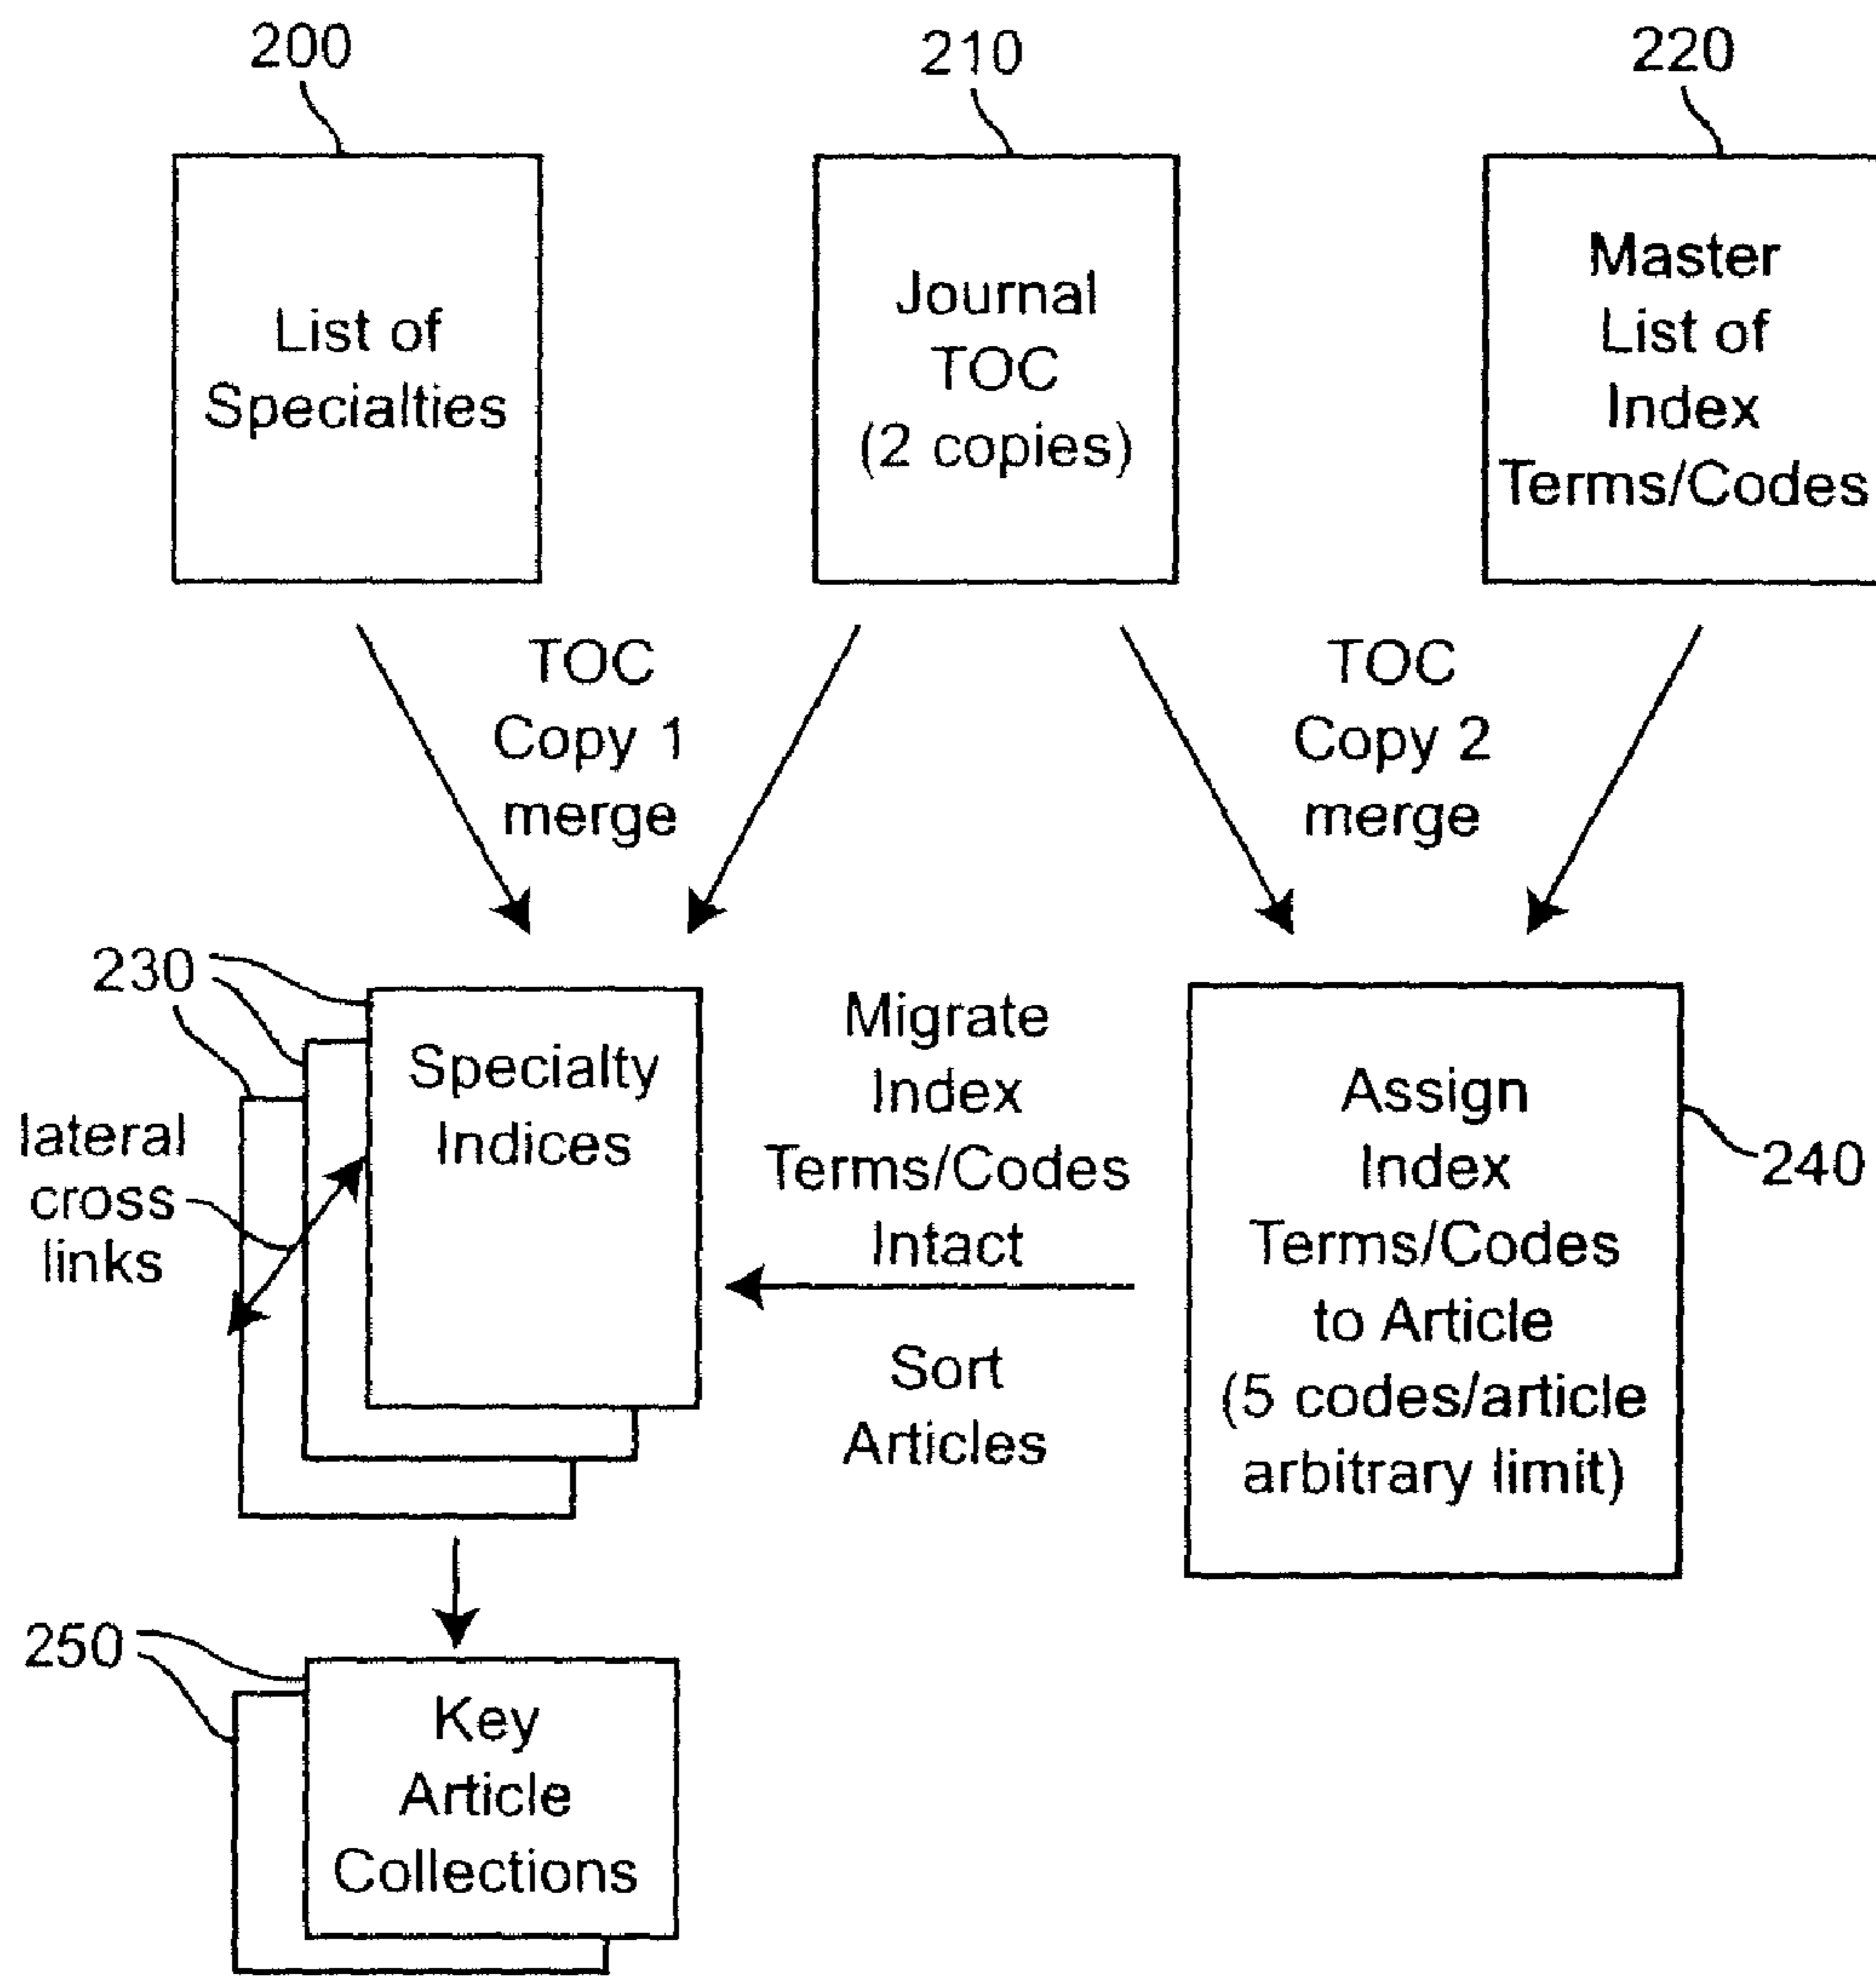 200
210
220
List of
Specialties
Journal
TOC
(2 copies)
Master
List of
Index
Terms/Codes
TOC
Copy 1
merge
TOC
Copy 2
merge
230
lateral
cross
links
Specialty
Indices
Migrate
Index
Terms/Codes
Intact
Sort
Articles
Assign
Index
Terms/Codes
to Article
(5 codes/article
arbitrary limit)
240
250
Key
Article
Collections